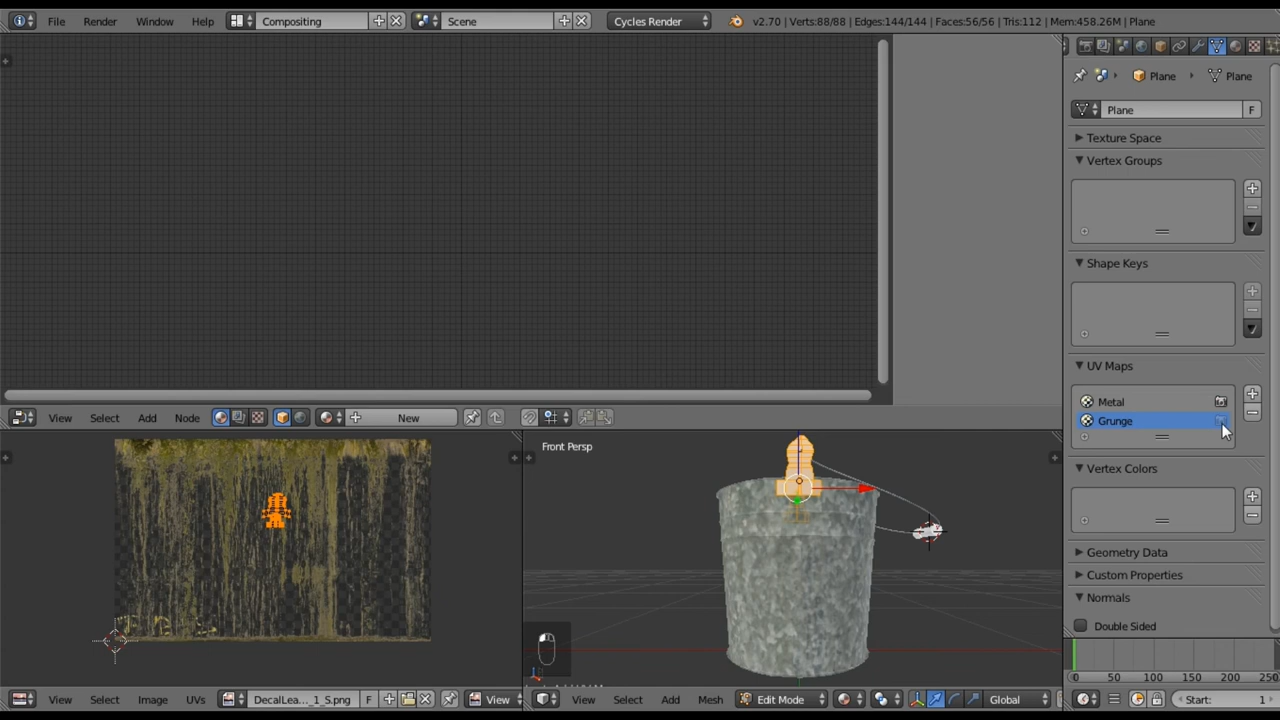 File Render Window Help Compositing Scene Cycles Render v2.70 | Verts:88/88 | Edges:144/144 | Faces:56/56 | Tris:112 | Mem:458.26M | Plane
Plane Plane
Plane F
Texture Space
Vertex Groups
Shape Keys
UV Maps
Metal
Grunge
View Select Add Node New
Front Persp
Vertex Colors
Geometry Data
Custom Properties
Normals
Double Sided
0 50 100 150 200 250
View Select Image UVs DecalLea..._1_S.png F View View Select Add Mesh Edit Mode Global Start: 1